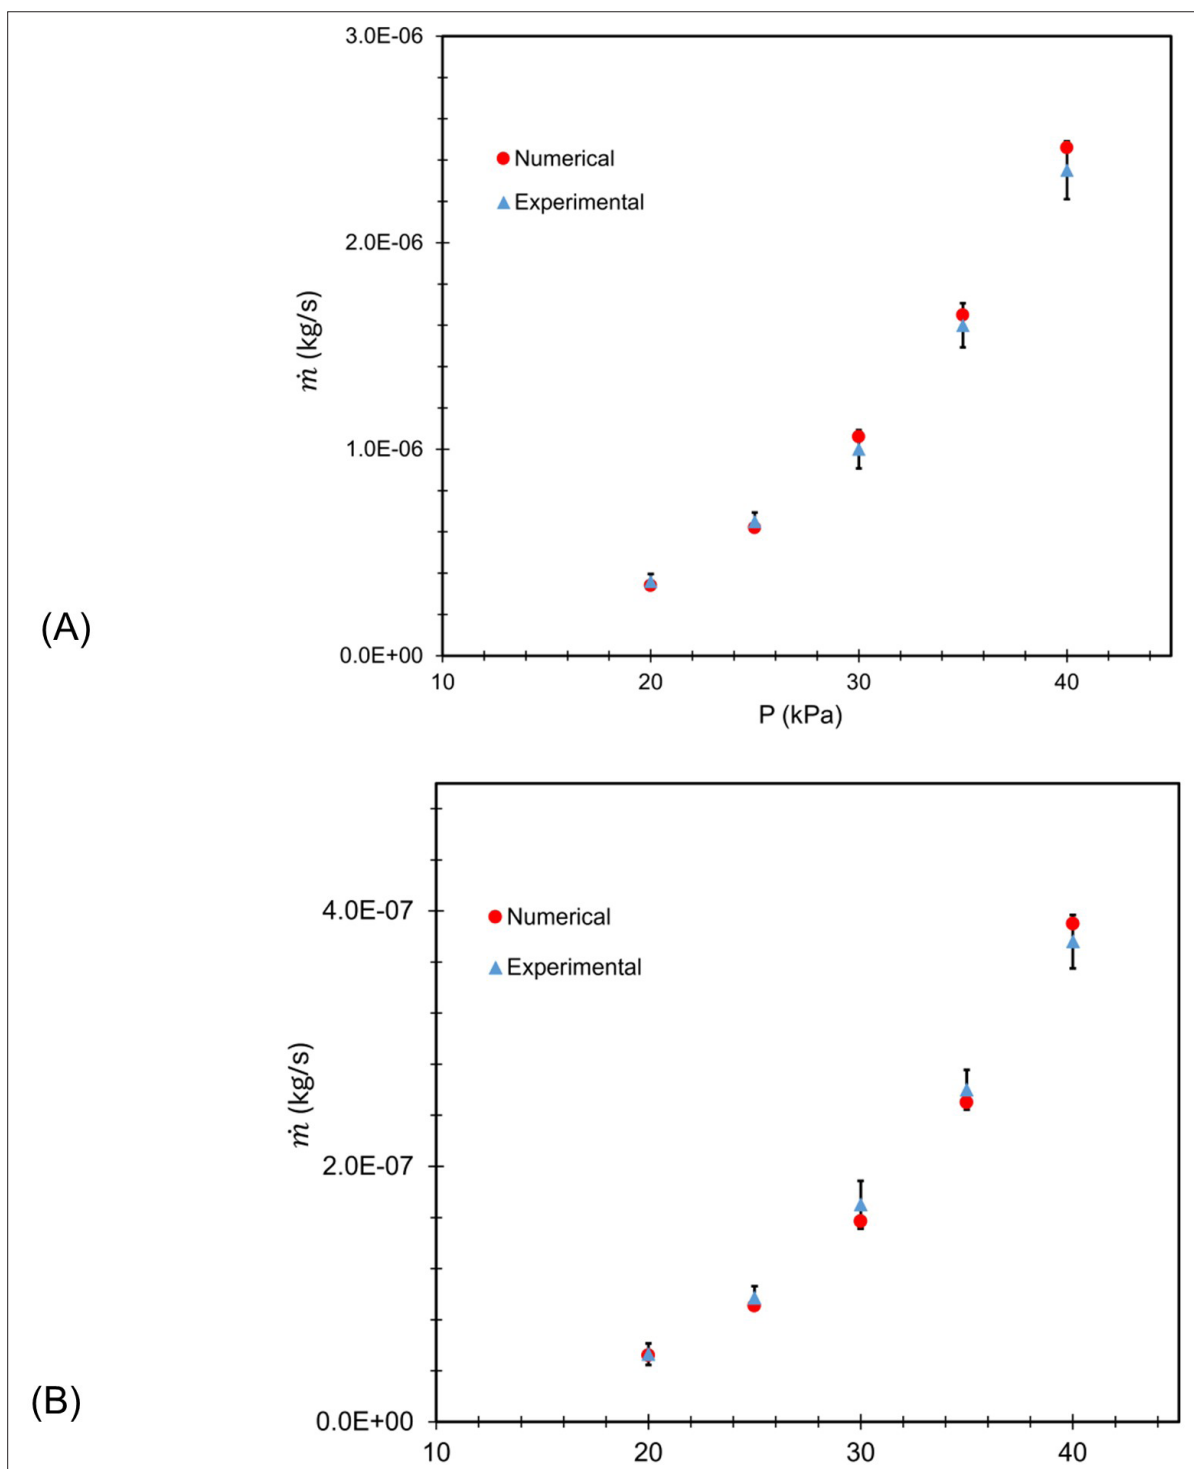 3.0E-06
Numerical
Experimental
2.0E-06
ṁ (kg/s)
1.0E-06
(A)
0.0E+00
10 20 30 40
P (kPa)
4.0E-07
Numerical
Experimental
ṁ (kg/s)
2.0E-07
(B)
0.0E+00
10 20 30 40